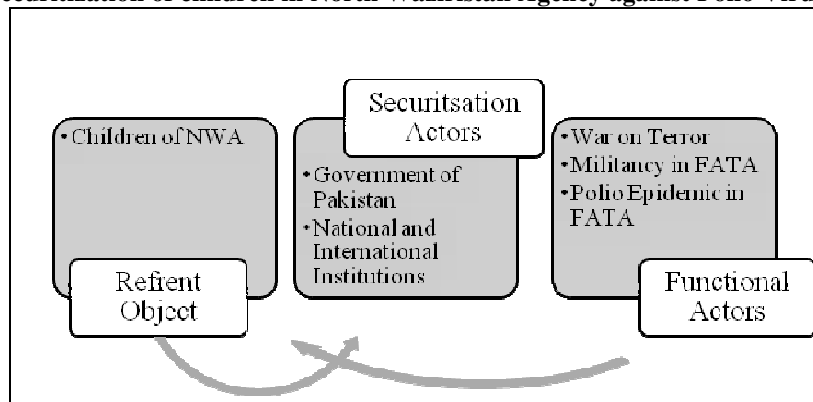 ecuritization of children in North Waziristan Agency against Polio Viru
Securitsation
Actors
•Children of NWA
•Government of
Pakistan
•National and
International
Institutions
•War on Terror
•Militancy in FATA
•Polio Epidemic in
FATA
Refrent
Object
Functional
Actors